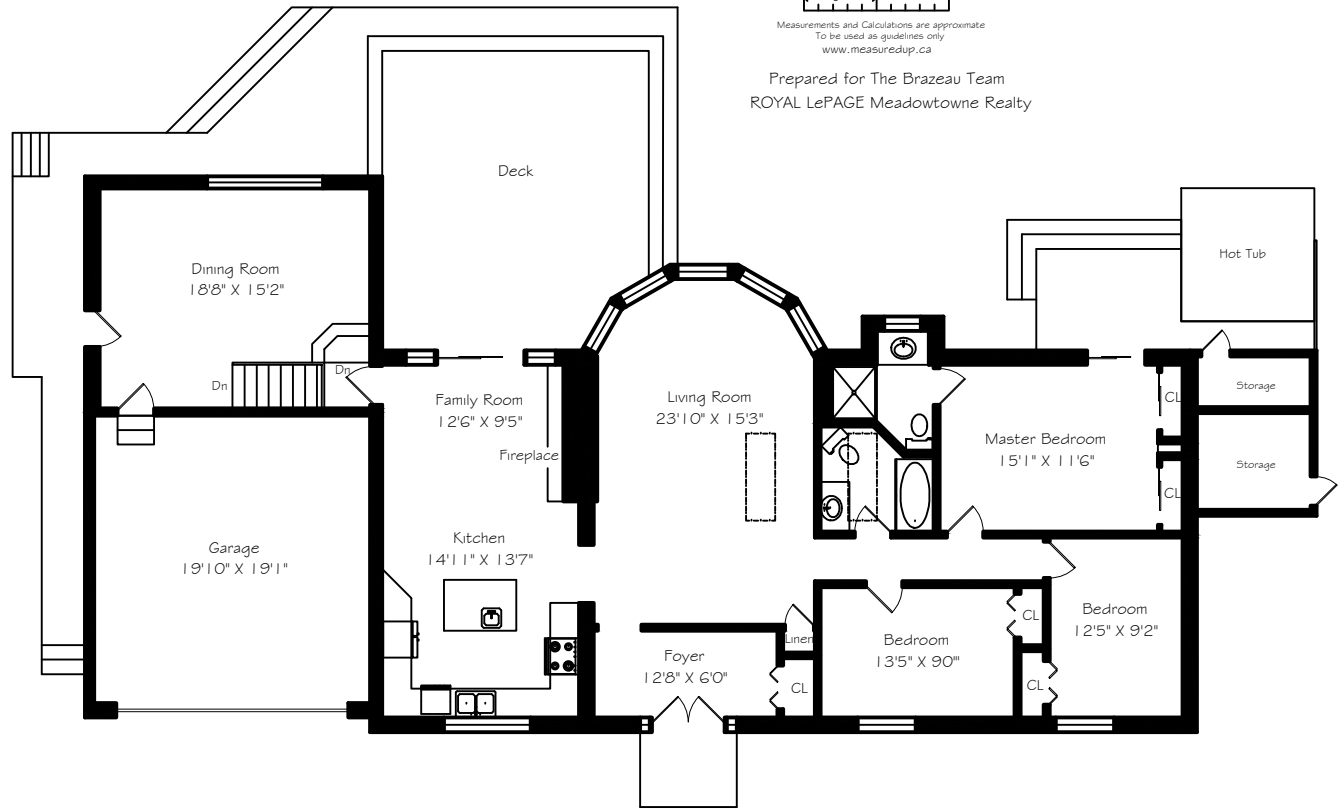 Measurements and Calculations are approximate
To be used as guidelines only
www.measuredup.ca
Prepared for The Brazeau Team
ROYAL LePAGE Meadowtowne Realty
Deck
Hot Tub
Dining Room
18'8" X 15'2"
Dn
Dn
Family Room
12'6" X 9'5"
Fireplace
Living Room
23'10" X 15'3"
Master Bedroom
15'1" X 11'6"
CL
CL
Storage
Storage
Garage
19'10" X 19'1"
Kitchen
14'11" X 13'7"
Foyer
12'8" X 6'0"
Linen
CL
Bedroom
13'5" X 90'"
CL
CL
Bedroom
12'5" X 9'2"